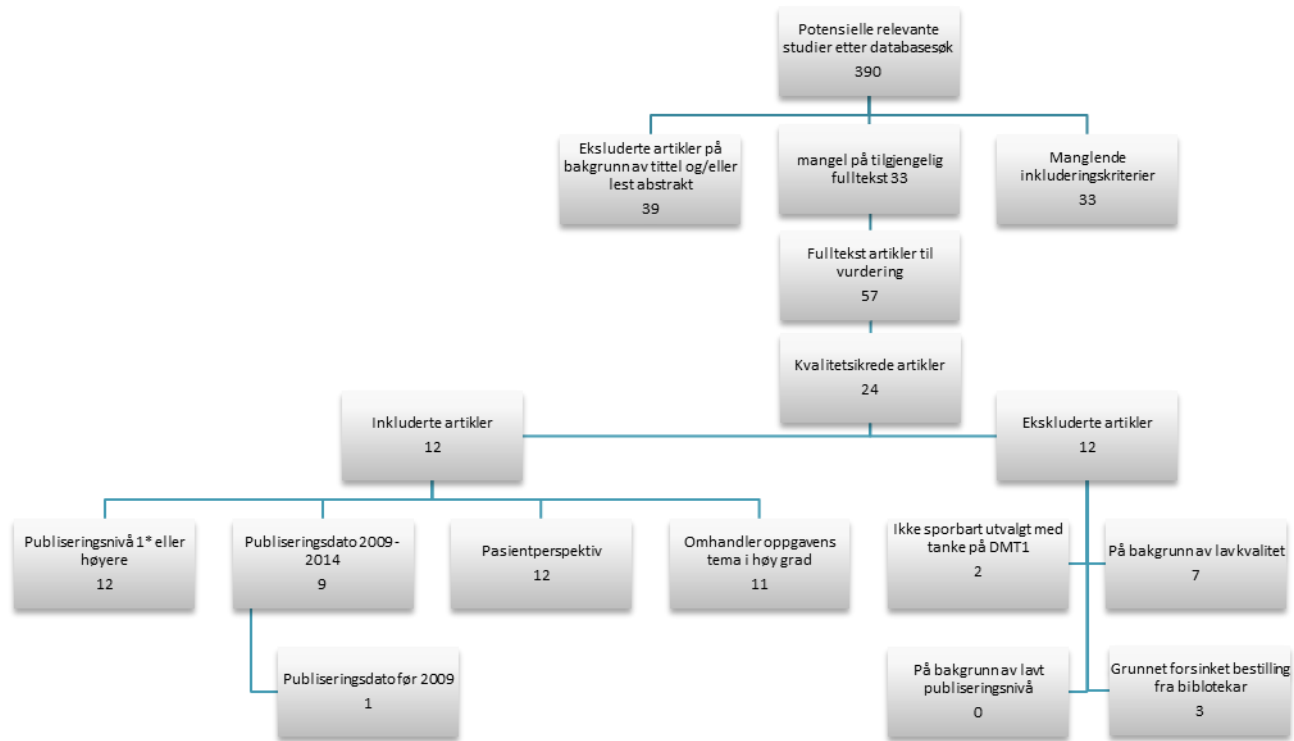 Potensielle relevante
studier etter databasesøk
390
Eksluderte artikler på
bakgrunn av tittel og/eller
lest abstrakt
39
mangel på tilgjengelig
fulltekst 33
Manglende
inkluderingskriterier
33
Fulltekst artikler til
vurdering
57
Kvalitetsikrede artikler
24
Inkluderte artikler
12
Ekskluderte artikler
12
Publiseringsnivå 1* eller
høyere
12
Publiseringsdato 2009-
2014
9
Pasientperspektiv
12
Omhandler oppgavens
tema i høy grad
11
Ikke sporbart utvalgt med
tanke på DMT1
2
På bakgrunn av lav kvalitet
7
Publiseringsdato før 2009
1
På bakgrunn av lavt
publiseringsnivå
0
Grunnet forsinket bestilling
fra biblotekar
3